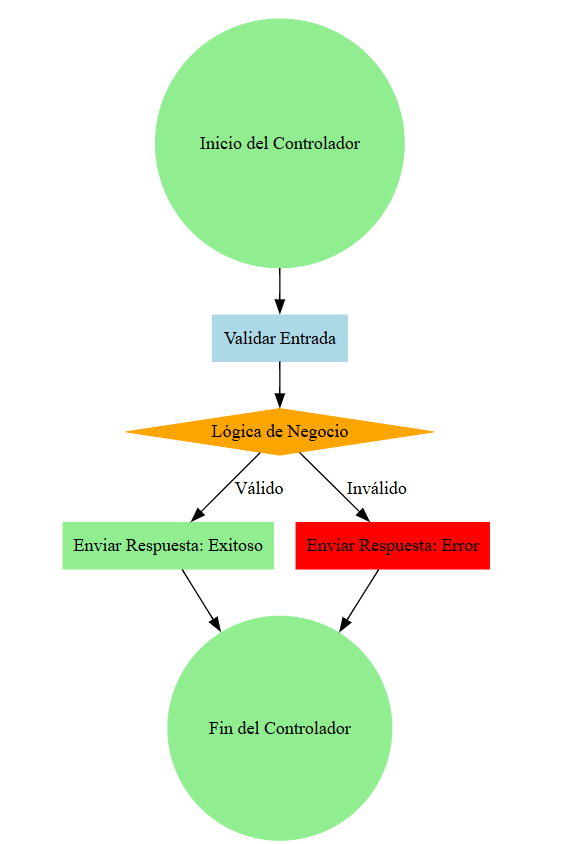 Inicio del Controlador
Validar Entrada
Lógica de Negocio
Válido
Inválido
Enviar Respuesta: Exitoso
Enviar Respuesta: Error
Fin del Controlador